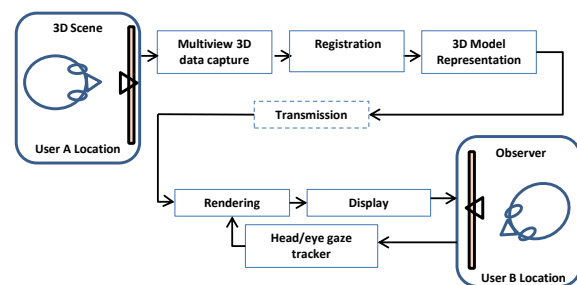 3D Scene
User A Location
Multiview 3D
data capture
Registration
3D Model
Representation
Transmission
Rendering
Display
Head/eye gaze
tracker
Observer
User B Location